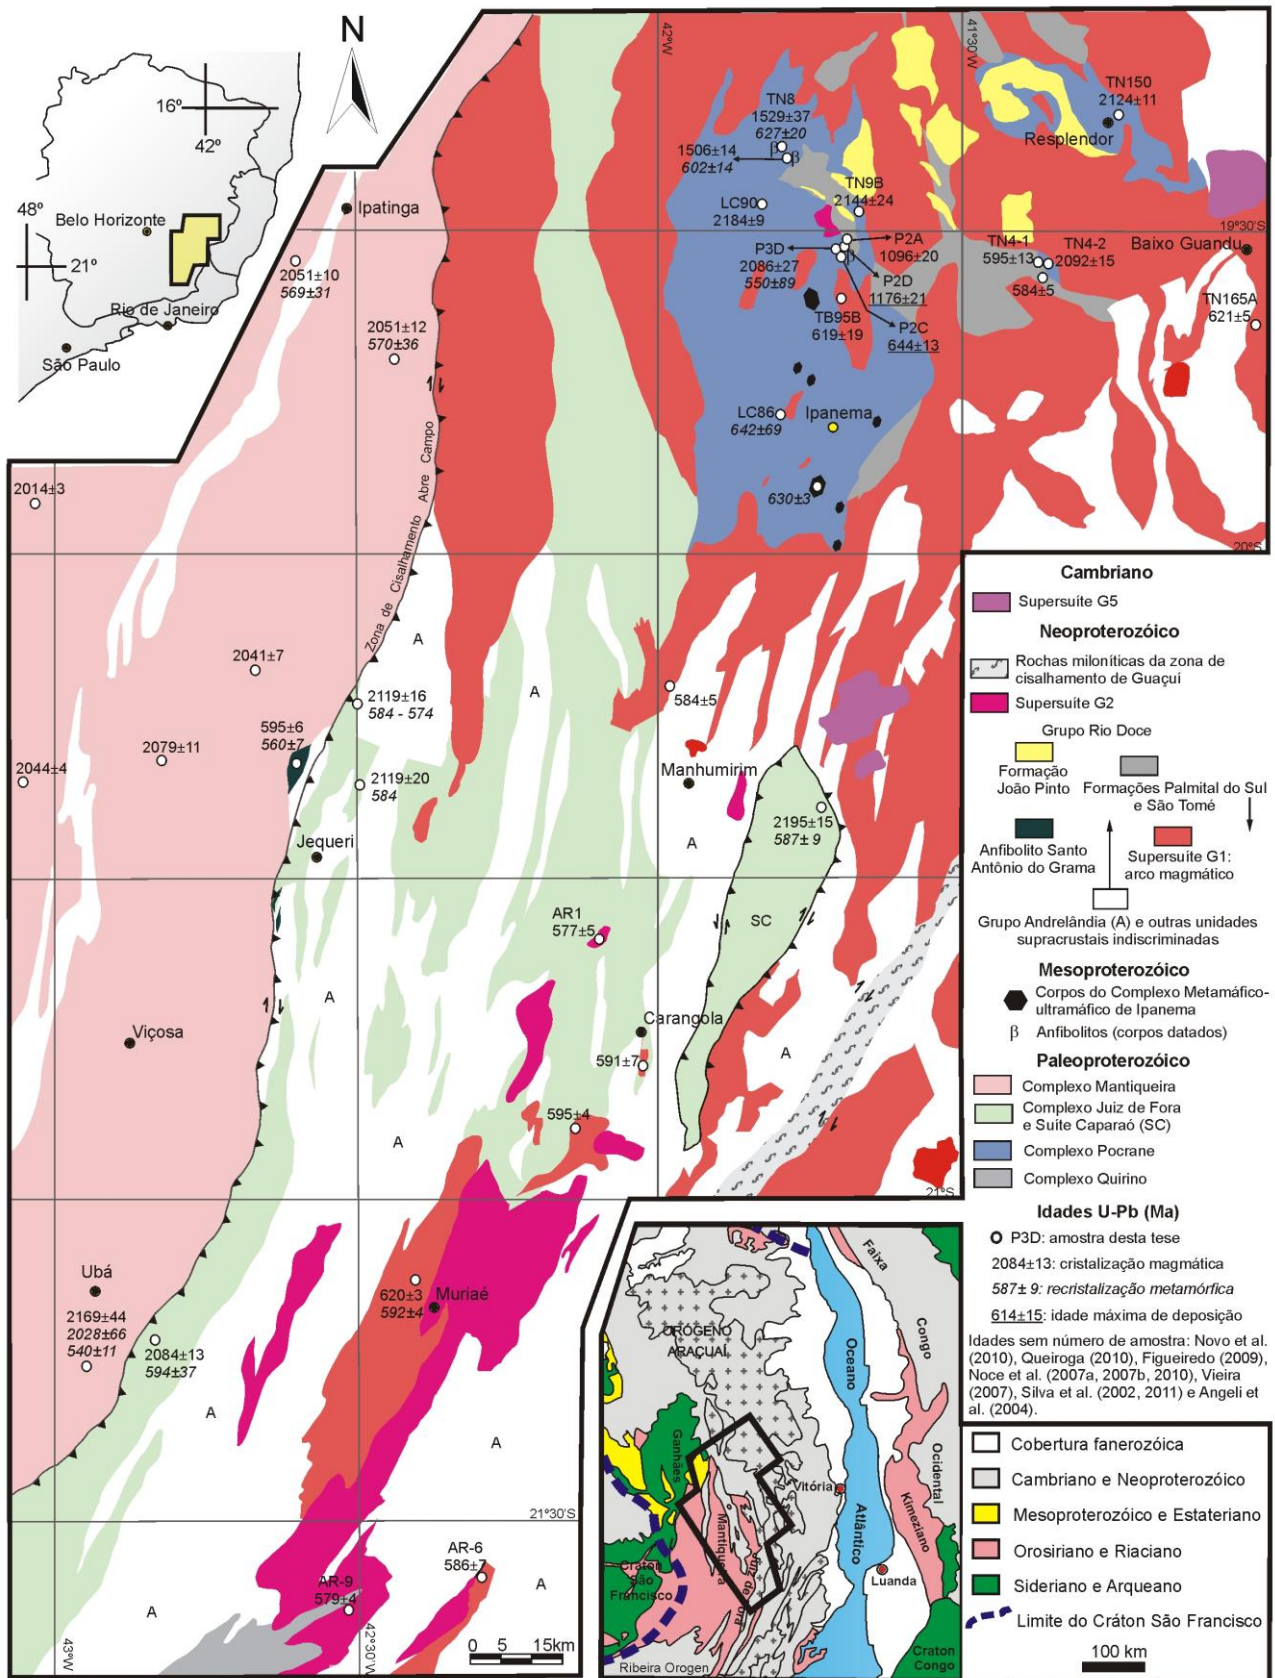 N
16º
42º
48º
Belo Horizonte
21º
Rio de Janeiro
São Paulo
42ºW
41º30'W
TN150
2124±11
Resplendor
TN8
1529±37
627±20
β
β
1506±14
602±14
Ipatinga
LC90
2184±9
TN9B
2144±24
19º30'S
2051±10
569±31
P3D
2086±27
550±89
P2A
1096±20
P2D
1176±21
TN4-1
595±13
TN4-2
2092±15
584±5
Baixo Guandu
TN165A
621±5
TB95B
619±19
P2C
644±13
2051±12
570±36
LC86
642±69
Ipanema
630±3
2014±3
Zona de Cisalhamento Abre Campo
20ºS
A
A
2041±7
2119±16
584 - 574
584±5
595±6
560±7
2079±11
2044±4
2119±20
584
Manhumirim
2195±15
587± 9
Jequeri
A
A
AR1
577±5
SC
A
Viçosa
Carangola
A
591±7
595±4
A
21ºS
Ubá
2169±44
2028±66
540±11
2084±13
594±37
620±3
592±4
Muriaé
A
A
21º30'S
AR-6
586±7
AR-9
579±4
A
A
43ºW
42º30'W
0 5 15km
Cambriano
Supersuíte G5
Neoproterozóico
Rochas miloníticas da zona de
cisalhamento de Guaçuí
Supersuíte G2
Grupo Rio Doce
Formação
João Pinto
Formações Palmital do Sul
e São Tomé
Anfibolito Santo
Antônio do Grama
Supersuíte G1:
arco magmático
Grupo Andrelândia (A) e outras unidades
supracrustais indiscriminadas
Mesoproterozóico
Corpos do Complexo Metamáfico-
ultramáfico de Ipanema
β Anfibolitos (corpos datados)
Paleoproterozóico
Complexo Mantiqueira
Complexo Juiz de Fora
e Suíte Caparaó (SC)
Complexo Pocrane
Complexo Quirino
Idades U-Pb (Ma)
P3D: amostra desta tese
2084±13: cristalização magmática
587± 9: recristalização metamórfica
614±15: idade máxima de deposição
Idades sem número de amostra: Novo et al.
(2010), Queiroga (2010), Figueiredo (2009),
Noce et al. (2007a, 2007b, 2010), Vieira
(2007), Silva et al. (2002, 2011) e Angeli et
al. (2004).
Cobertura fanerozóica
Cambriano e Neoproterozóico
Mesoproterozóico e Estateriano
Orosiriano e Riaciano
Sideriano e Arqueano
Limite do Cráton São Francisco
100 km
OROGENO
ARAÇUAÍ
Faixa
Congo
Ocidental
Oceano
Atlântico
Guanhães
Vitória
Kimeziano
Mantiqueira
Juiz de Fora
Cráton
São
Francisco
Luanda
Ribeira Orogen
Craton
Congo